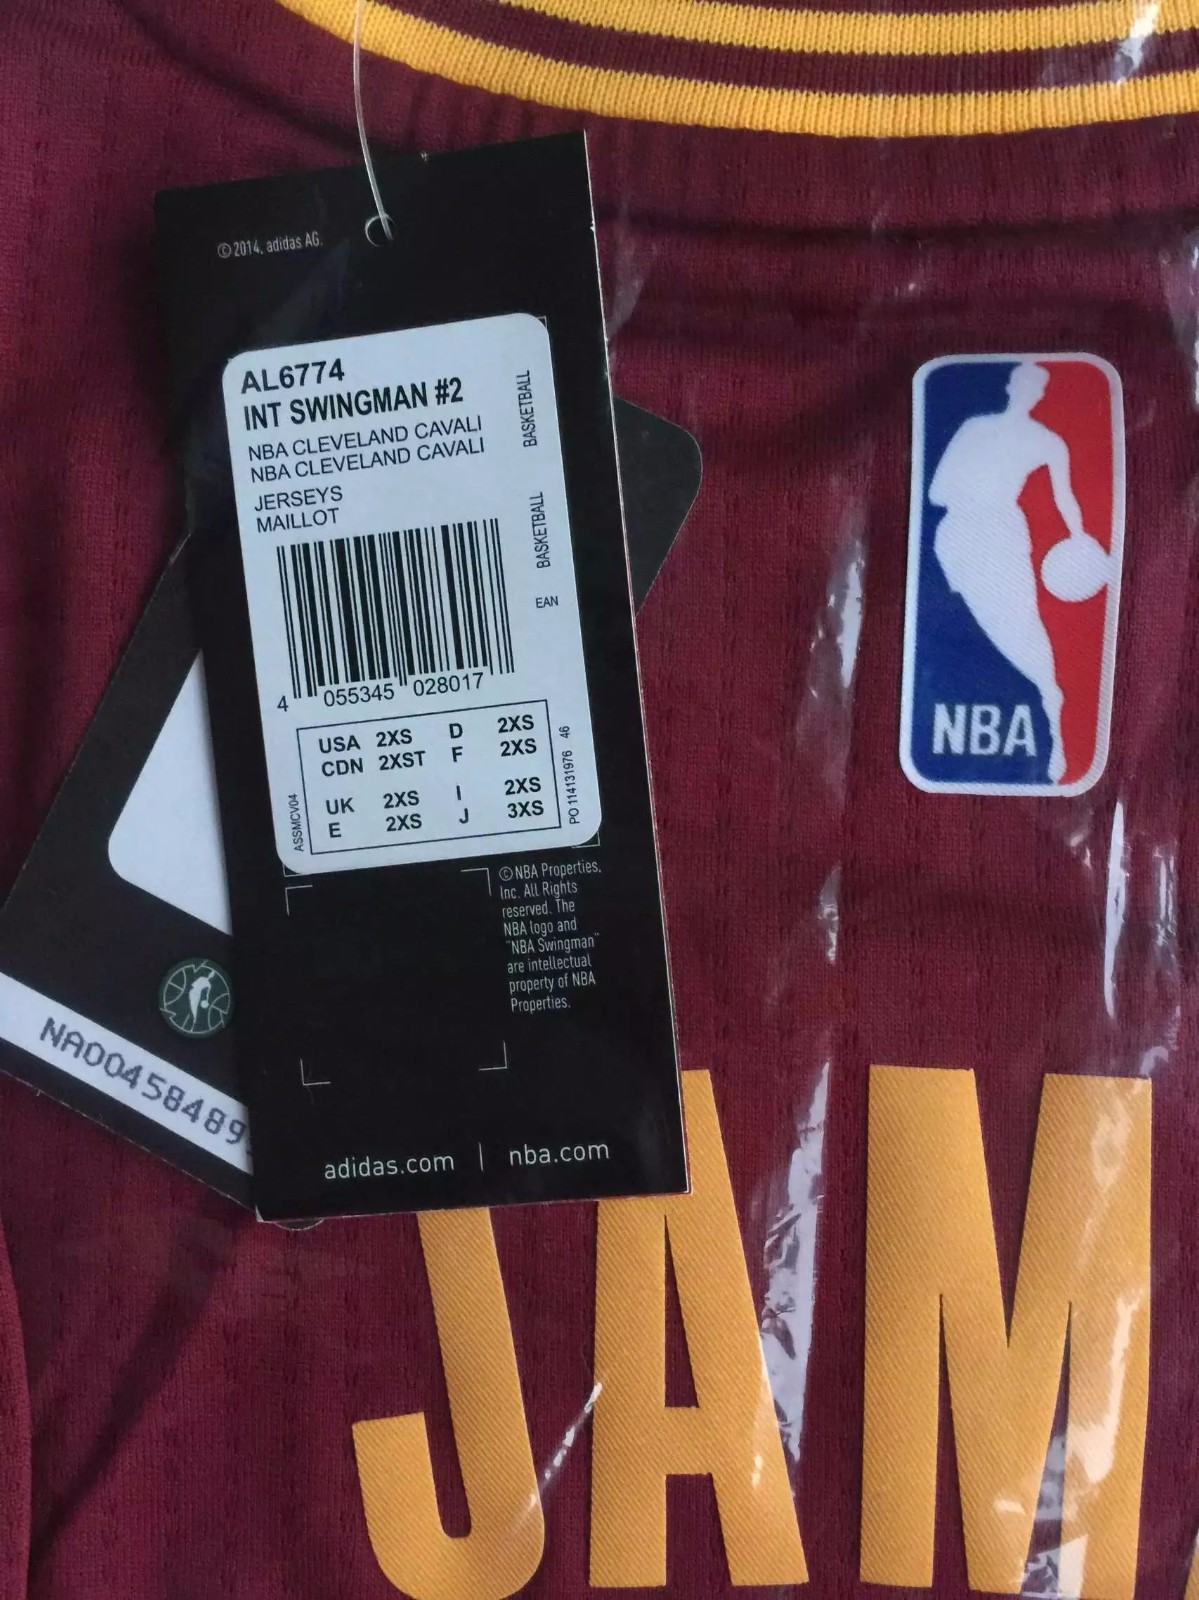 © 2014. adidas AG.
AL6774
INT SWINGMAN #2
NBA CLEVELAND CAVALI
NBA CLEVELAND CAVALI
JERSEYS
MAILLOT
BASKETBALL
BASKETBALL
EAN
4 055345 028017
USA 2XS D 2XS
CDN 2XST F 2XS
UK 2XS I 2XS
E 2XS J 3XS
ASSMCV04
PO 114131976 46
© NBA Properties,
Inc. All Rights
reserved. The
NBA logo and
"NBA Swingman"
are intellectual
property of NBA
Properties.
adidas.com | nba.com
NA00458489
NBA
JAM